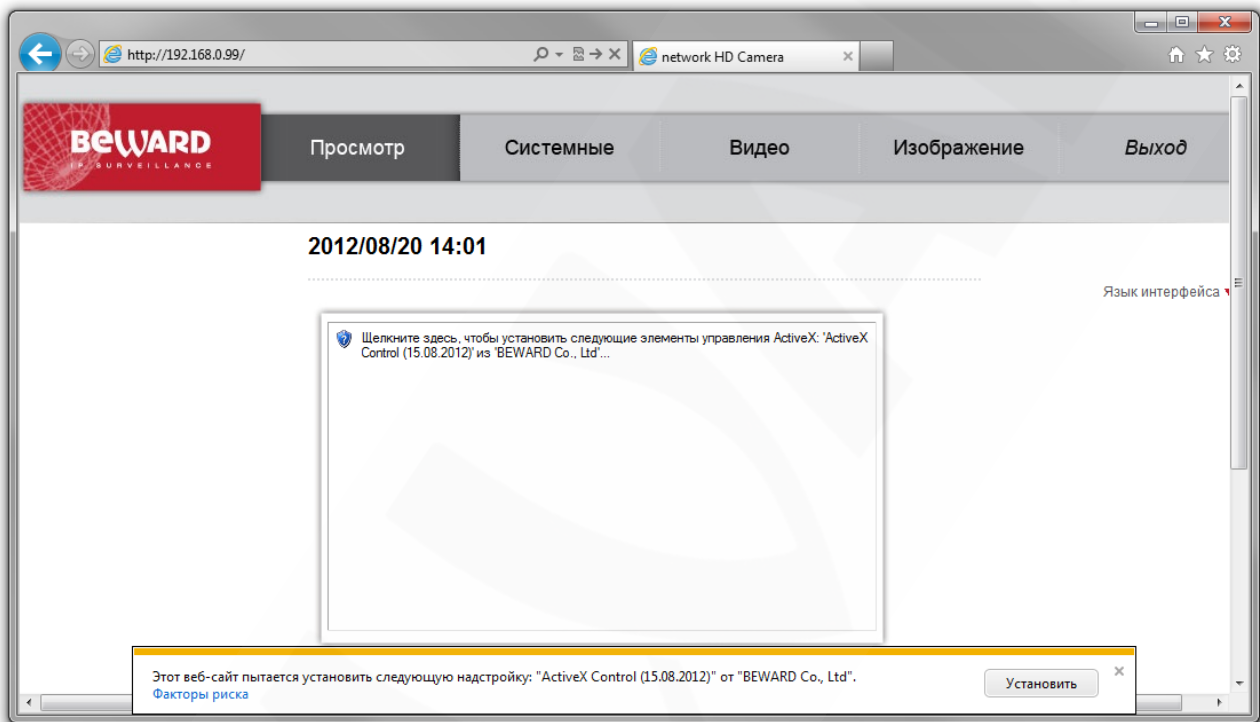 http://192.168.0.99/
network HD Camera
BEWARD
IP SURVEILLANCE
Просмотр
Системные
Видео
Изображение
Выход
2012/08/20 14:01
Язык интерфейса
Щелкните здесь, чтобы установить следующие элементы управления ActiveX: 'ActiveX
Control (15.08.2012)' из 'BEWARD Co., Ltd'...
Этот веб-сайт пытается установить следующую надстройку: "ActiveX Control (15.08.2012)" от "BEWARD Co., Ltd".
Факторы риска
Установить